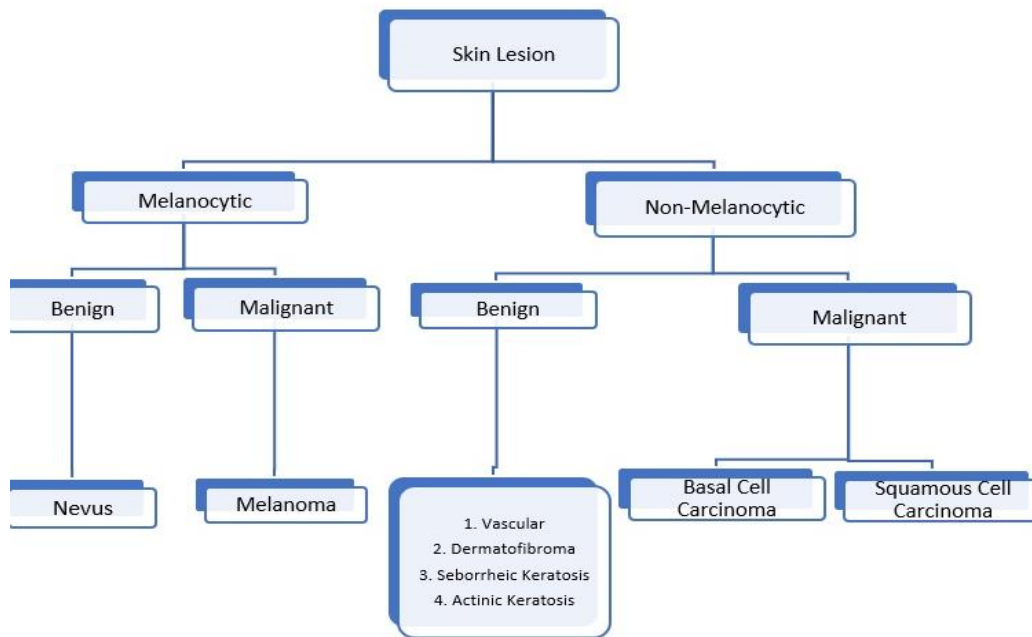 Skin Lesion
Melanocytic
Non-Melanocytic
Benign
Malignant
Benign
Malignant
Nevus
Melanoma
1. Vascular
2. Dermatofibroma
3. Seborrheic Keratosis
4. Actinic Keratosis
Basal Cell
Carcinoma
Squamous Cell
Carcinoma